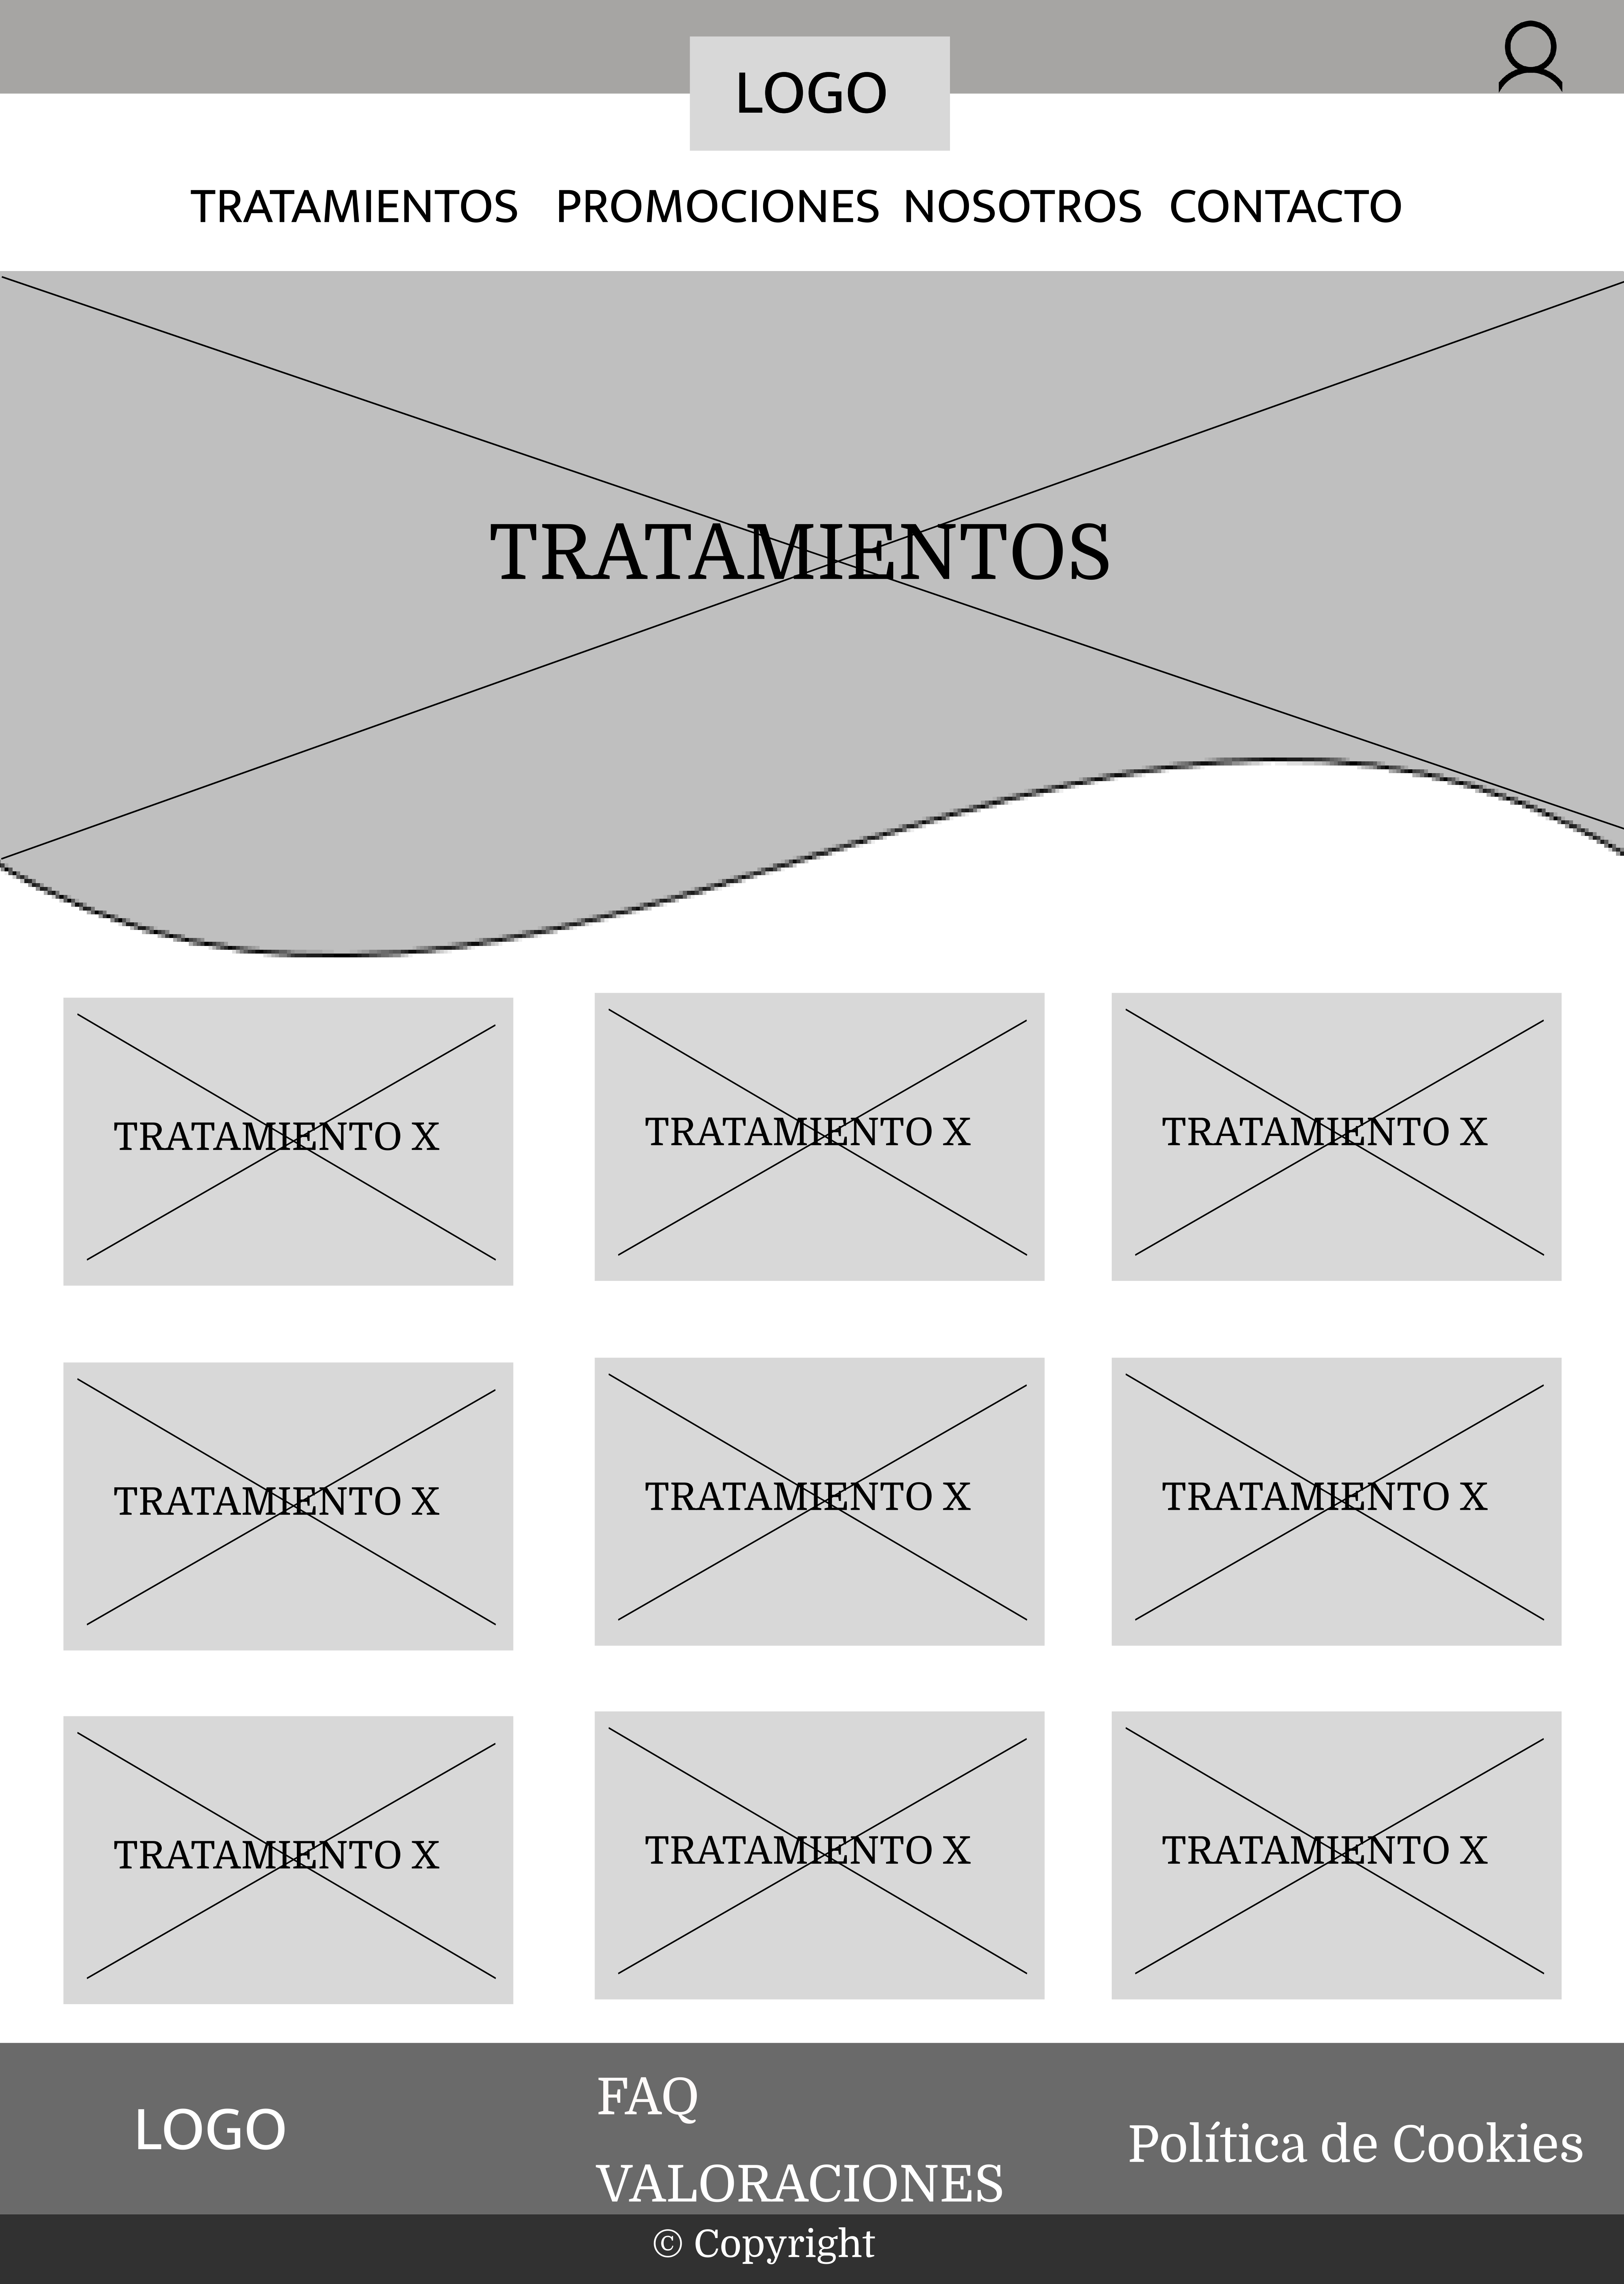 LOGO
TRATAMIENTOS PROMOCIONES NOSOTROS CONTACTO
TRATAMIENTOS
TRATAMIENTO X TRATAMIENTO X TRATAMIENTO X
TRATAMIENTO X TRATAMIENTO X TRATAMIENTO X
TRATAMIENTO X TRATAMIENTO X TRATAMIENTO X
LOGO
FAQ
VALORACIONES
Política de Cookies
© Copyright